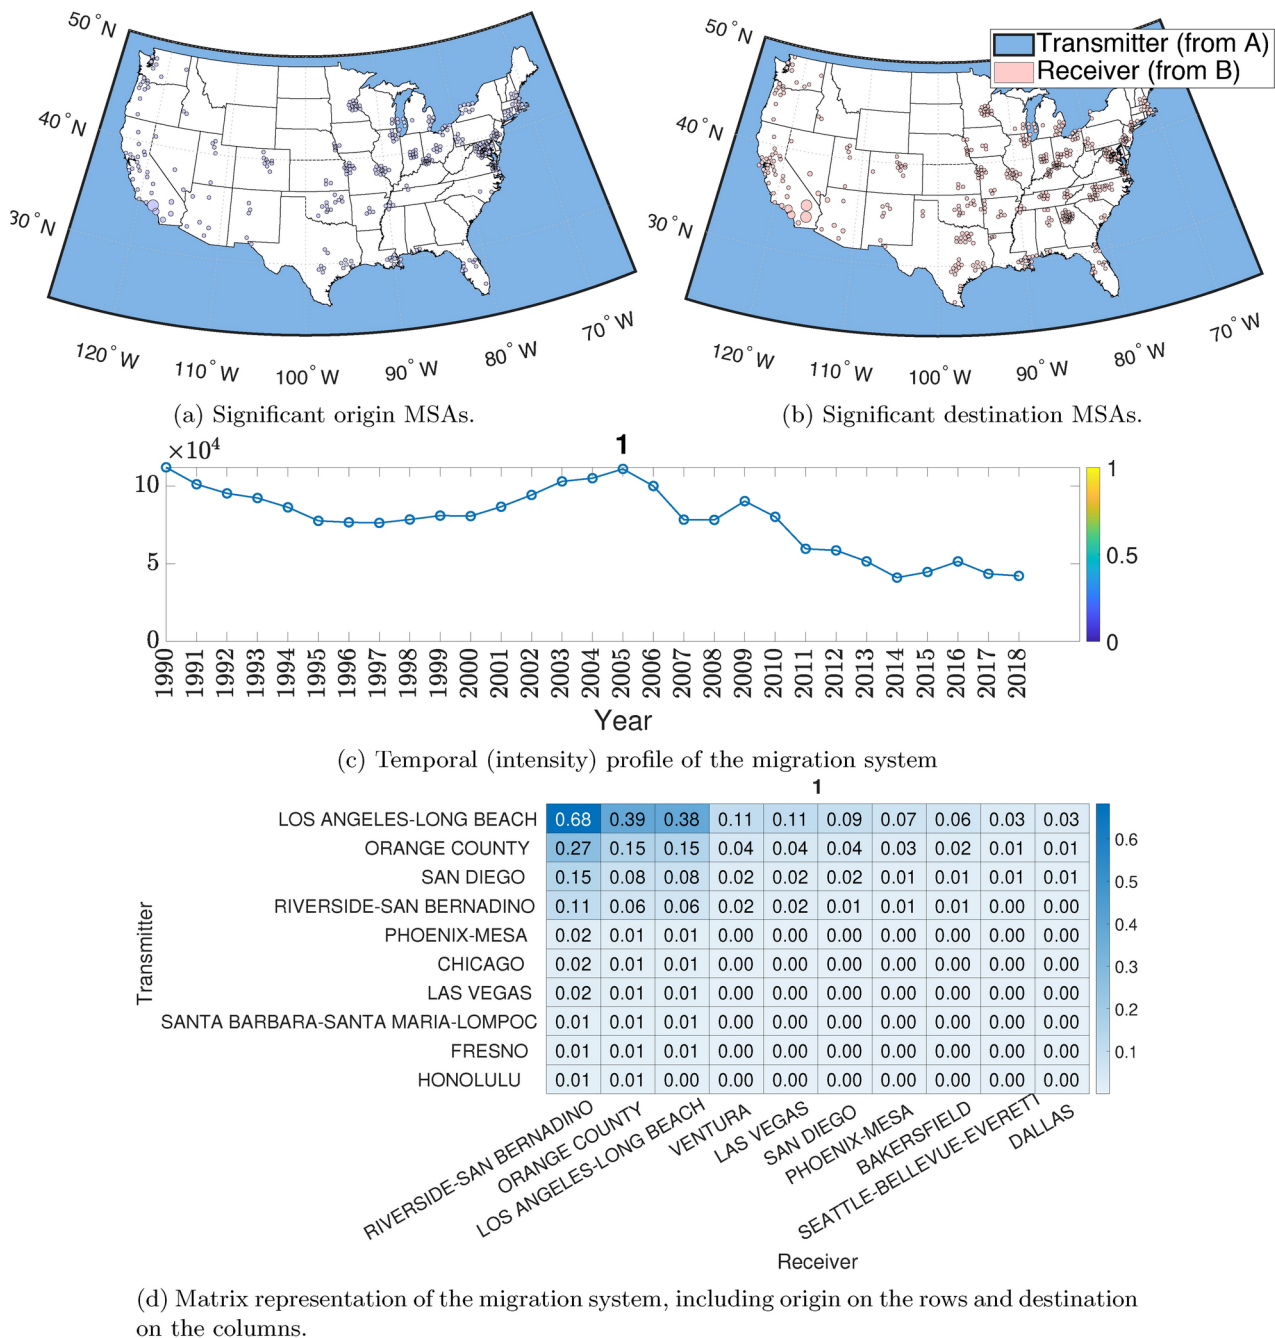 50°N
40°N
30°N
120°W
110°W
100°W
90°W
80°W
70°W
(a) Significant origin MSAs.
50°N
40°N
30°N
120°W
110°W
100°W
90°W
80°W
70°W
Transmitter (from A)
Receiver (from B)
(b) Significant destination MSAs.
×10⁴
1
10
5
0
1
0.5
0
1990 1991 1992 1993 1994 1995 1996 1997 1998 1999 2000 2001 2002 2003 2004 2005 2006 2007 2008 2009 2010 2011 2012 2013 2014 2015 2016 2017 2018
Year
(c) Temporal (intensity) profile of the migration system
1
Transmitter
LOS ANGELES-LONG BEACH 0.68 0.39 0.38 0.11 0.11 0.09 0.07 0.06 0.03 0.03
ORANGE COUNTY 0.27 0.15 0.15 0.04 0.04 0.04 0.03 0.02 0.01 0.01
SAN DIEGO 0.15 0.08 0.08 0.02 0.02 0.02 0.01 0.01 0.01 0.01
RIVERSIDE-SAN BERNADINO 0.11 0.06 0.06 0.02 0.02 0.01 0.01 0.01 0.00 0.00
PHOENIX-MESA 0.02 0.01 0.01 0.00 0.00 0.00 0.00 0.00 0.00 0.00
CHICAGO 0.02 0.01 0.01 0.00 0.00 0.00 0.00 0.00 0.00 0.00
LAS VEGAS 0.02 0.01 0.01 0.00 0.00 0.00 0.00 0.00 0.00 0.00
SANTA BARBARA-SANTA MARIA-LOMPOC 0.01 0.01 0.01 0.00 0.00 0.00 0.00 0.00 0.00 0.00
FRESNO 0.01 0.01 0.01 0.00 0.00 0.00 0.00 0.00 0.00 0.00
HONOLULU 0.01 0.01 0.00 0.00 0.00 0.00 0.00 0.00 0.00 0.00
0.6
0.5
0.4
0.3
0.2
0.1
RIVERSIDE-SAN BERNADINO
ORANGE COUNTY
LOS ANGELES-LONG BEACH
VENTURA
LAS VEGAS
SAN DIEGO
PHOENIX-MESA
BAKERSFIELD
SEATTLE-BELLEVUE-EVERETT
DALLAS
Receiver
(d) Matrix representation of the migration system, including origin on the rows and destination
on the columns.